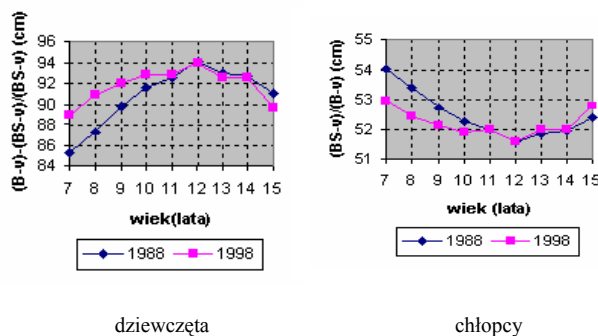 (B-υ)-(BS-υ)/(BS-υ) (cm)
96
94
92
90
88
86
84
7 8 9 10 11 12 13 14 15
wiek(lata)
1988 1998
dziewczęta
(BS-υ)/(B-υ) (cm)
55
54
53
52
51
7 8 9 10 11 12 13 14 15
wiek (lata)
1988 1998
chłopcy